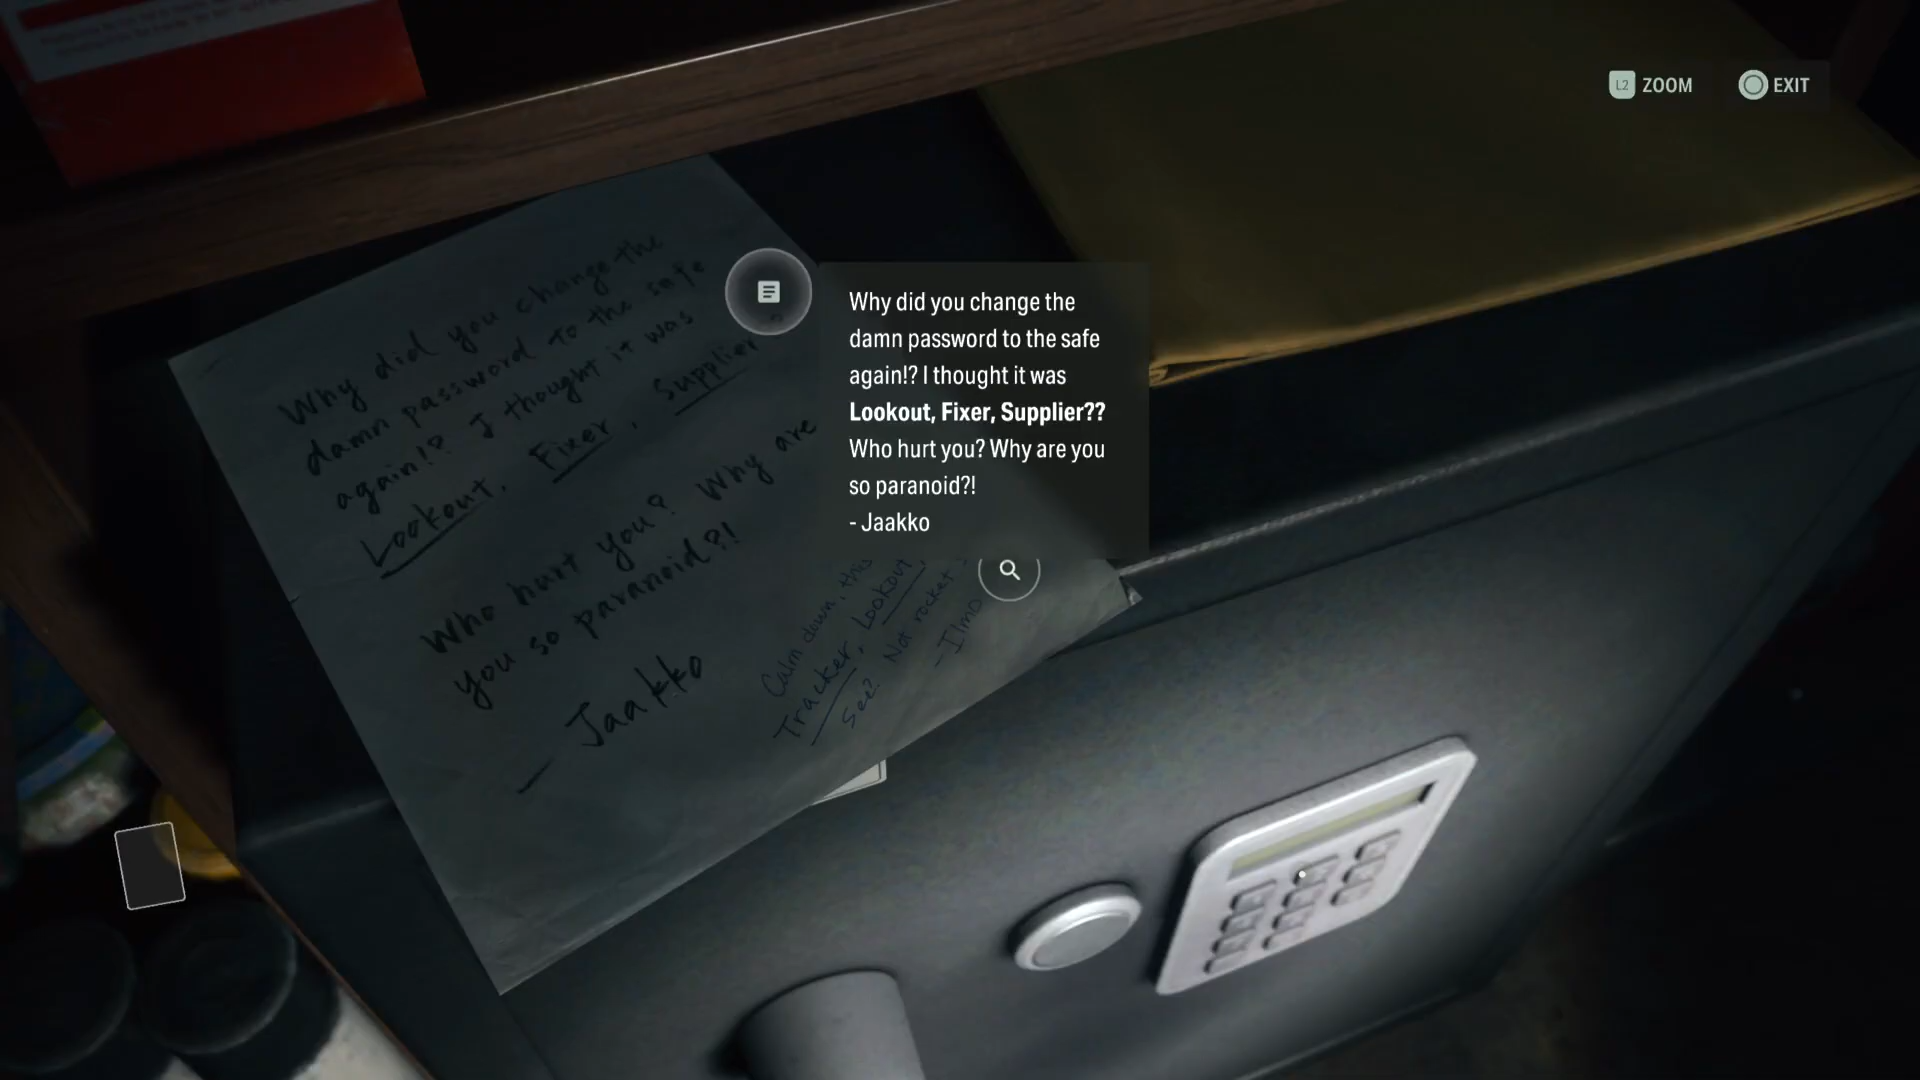 L2 ZOOM
EXIT
Why did you change the
damn password to the safe
again!? I thought it was
Lookout, Fixer, Supplier
Who hurt you? Why are
you so paranoid?!
- Jaakko
Why did you change the
damn password to the safe
again!? I thought it was
Lookout, Fixer, Supplier??
Who hurt you? Why are you
so paranoid?!
- Jaakko
Calm down, this
Tracker, Lookout,
See? Not rocket
- Ilmo